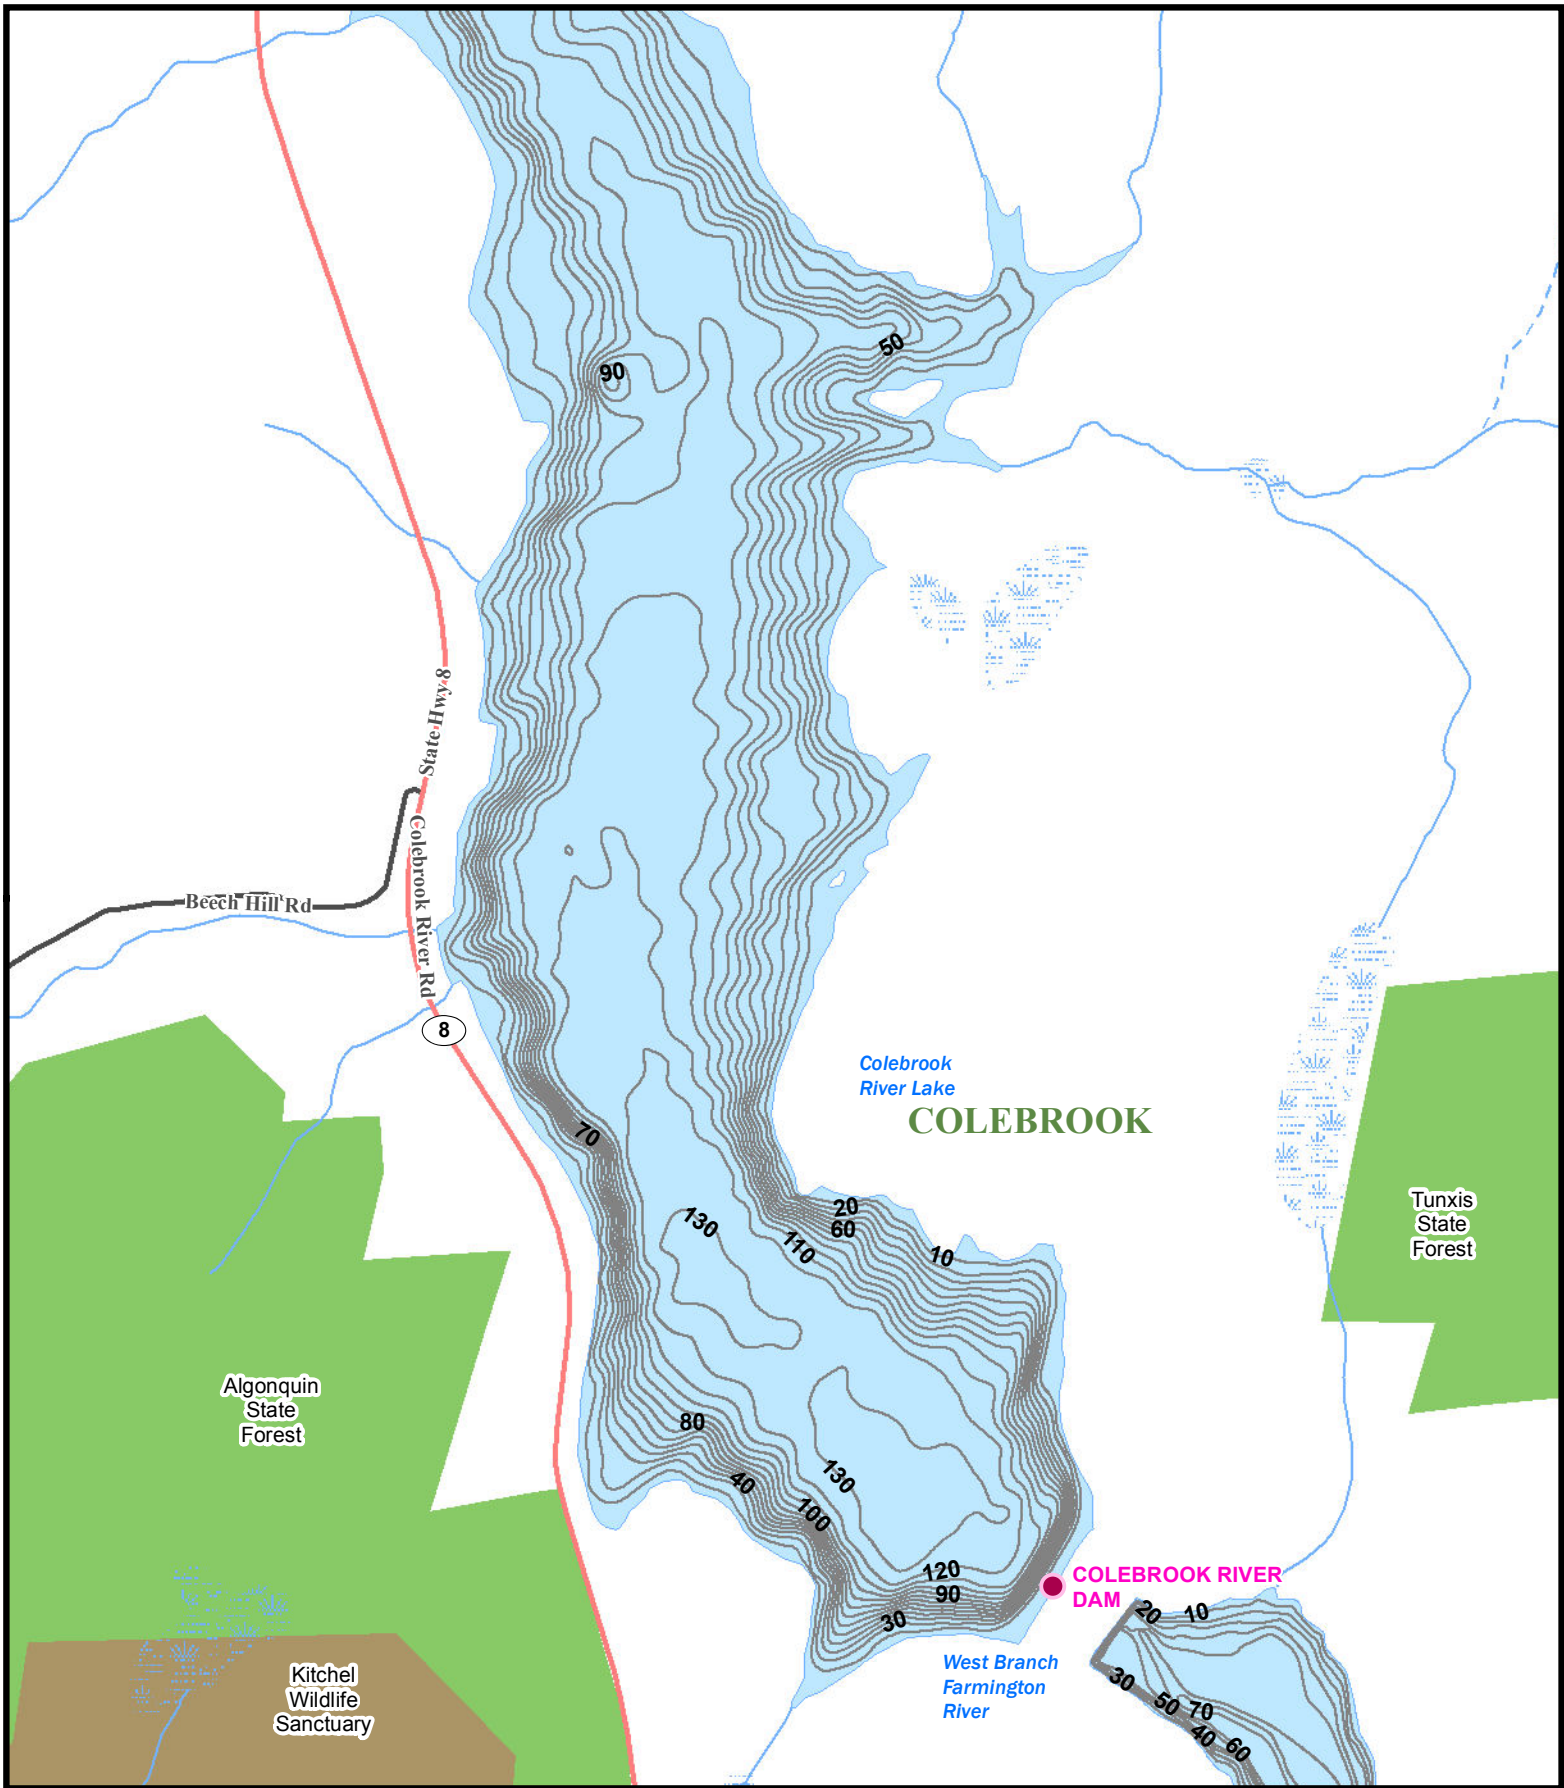 50
90
State Hwy 8
Colebrook River Rd
Beech Hill Rd
8
Colebrook
River Lake
COLEBROOK
70
20
60
130
110
10
Tunxis
State
Forest
Algonquin
State
Forest
80
40
130
100
120
90
30
COLEBROOK RIVER
DAM
20
10
West Branch
Farmington
River
30
50
70
40
60
Kitchel
Wildlife
Sanctuary